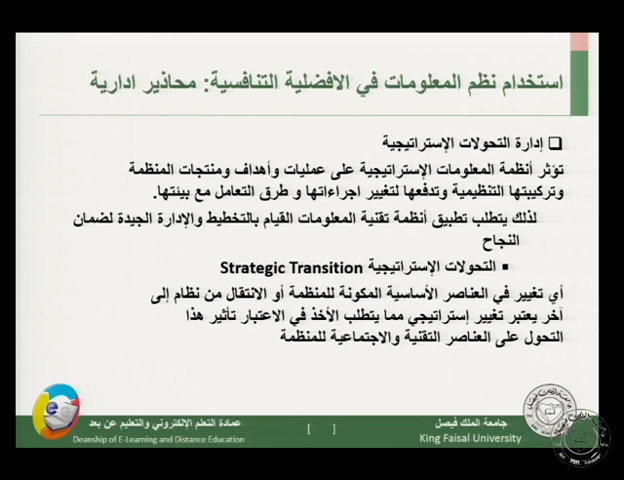 استخدام نظم المعلومات في الافضلية التنافسية: محاذير ادارية
إدارة التحولات الإستراتيجية
تؤثر أنظمة المعلومات الإستراتيجية على عمليات وأهداف ومنتجات المنظمة
وتركيبتها التنظيمية وتدفعها لتغيير اجراءاتها و طرق التعامل مع بيئتها.
لذلك يتطلب تطبيق أنظمة تقنية المعلومات القيام بالتخطيط والإدارة الجيدة لضمان
النجاح
التحولات الإستراتيجية Strategic Transition
أي تغيير في العناصر الأساسية المكونة للمنظمة أو الانتقال من نظام إلى
آخر يعتبر تغيير إستراتيجي مما يتطلب الأخذ في الاعتبار تأثير هذا
التحول على العناصر التقنية والاجتماعية للمنظمة
جامعة الملك فيصل
King Faisal University
[ ]
عمادة التعلم الإلكتروني والتعليم عن بعد
Deanship of E-Learning and Distance Education